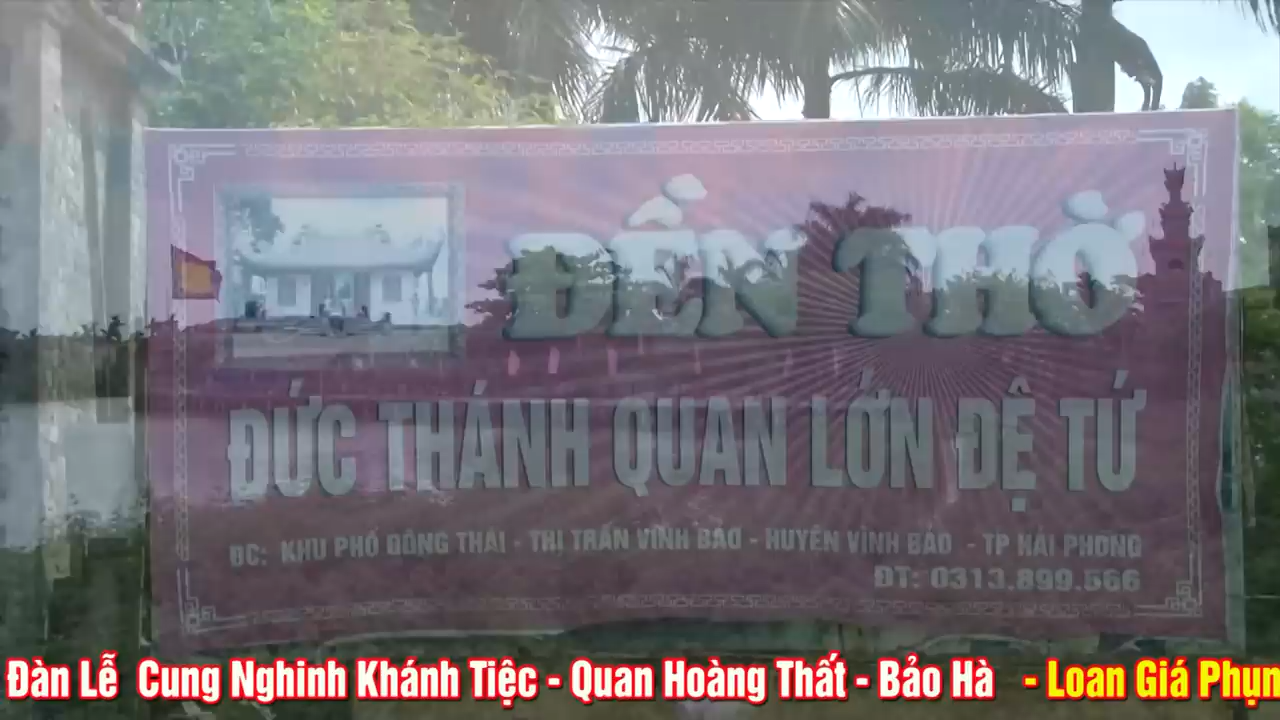 ĐỀN THỜ
ĐỨC THÁNH QUAN LỚN ĐỆ TỨ
ĐC: KHU PHỐ ĐÔNG THÁI - THỊ TRẤN VĨNH BẢO - HUYỆN VĨNH BẢO - TP HẢI PHÒNG
ĐT: 0313.899.566
Đàn Lễ Cung Nghinh Khánh Tiệc - Quan Hoàng Thất - Bảo Hà - Loan Giá Phụn